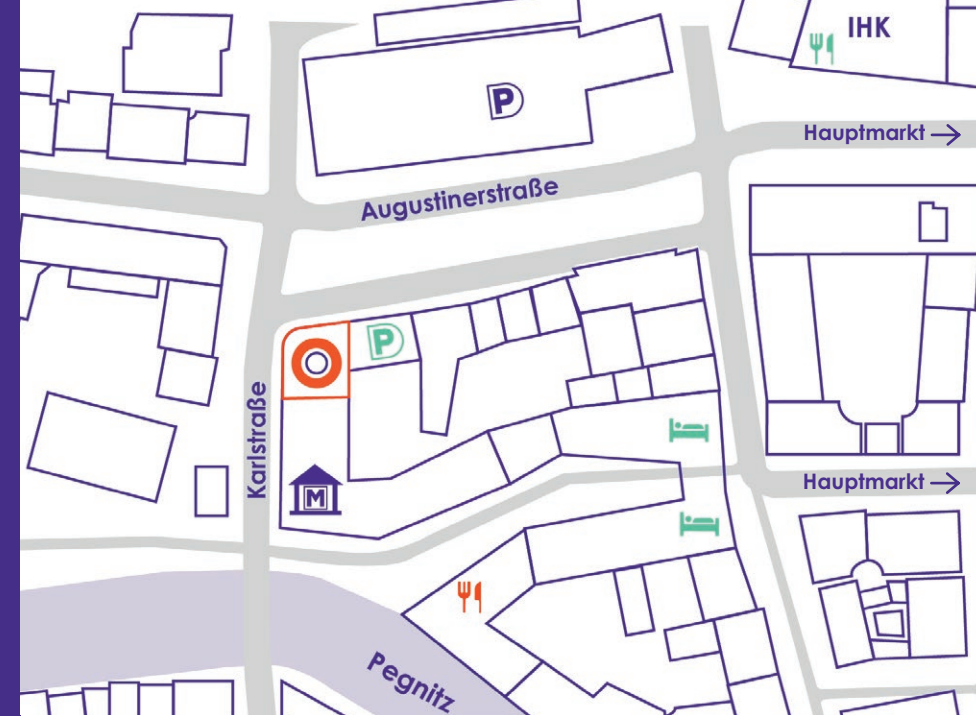 IHK
P
Hauptmarkt →
Augustinerstraße
P
Karlstraße
M
Hauptmarkt →
Pegnitz